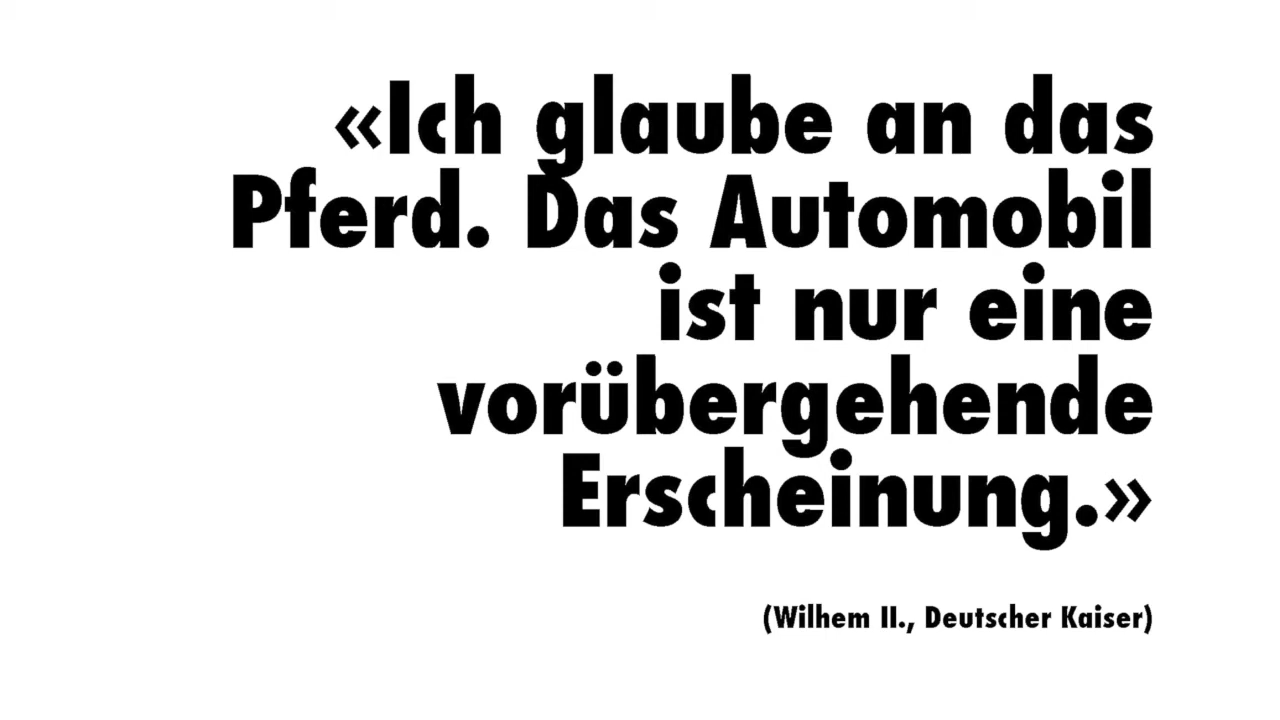 «Ich glaube an das
Pferd. Das Automobil
ist nur eine
vorübergehende
Erscheinung.»
(Wilhem II., Deutscher Kaiser)